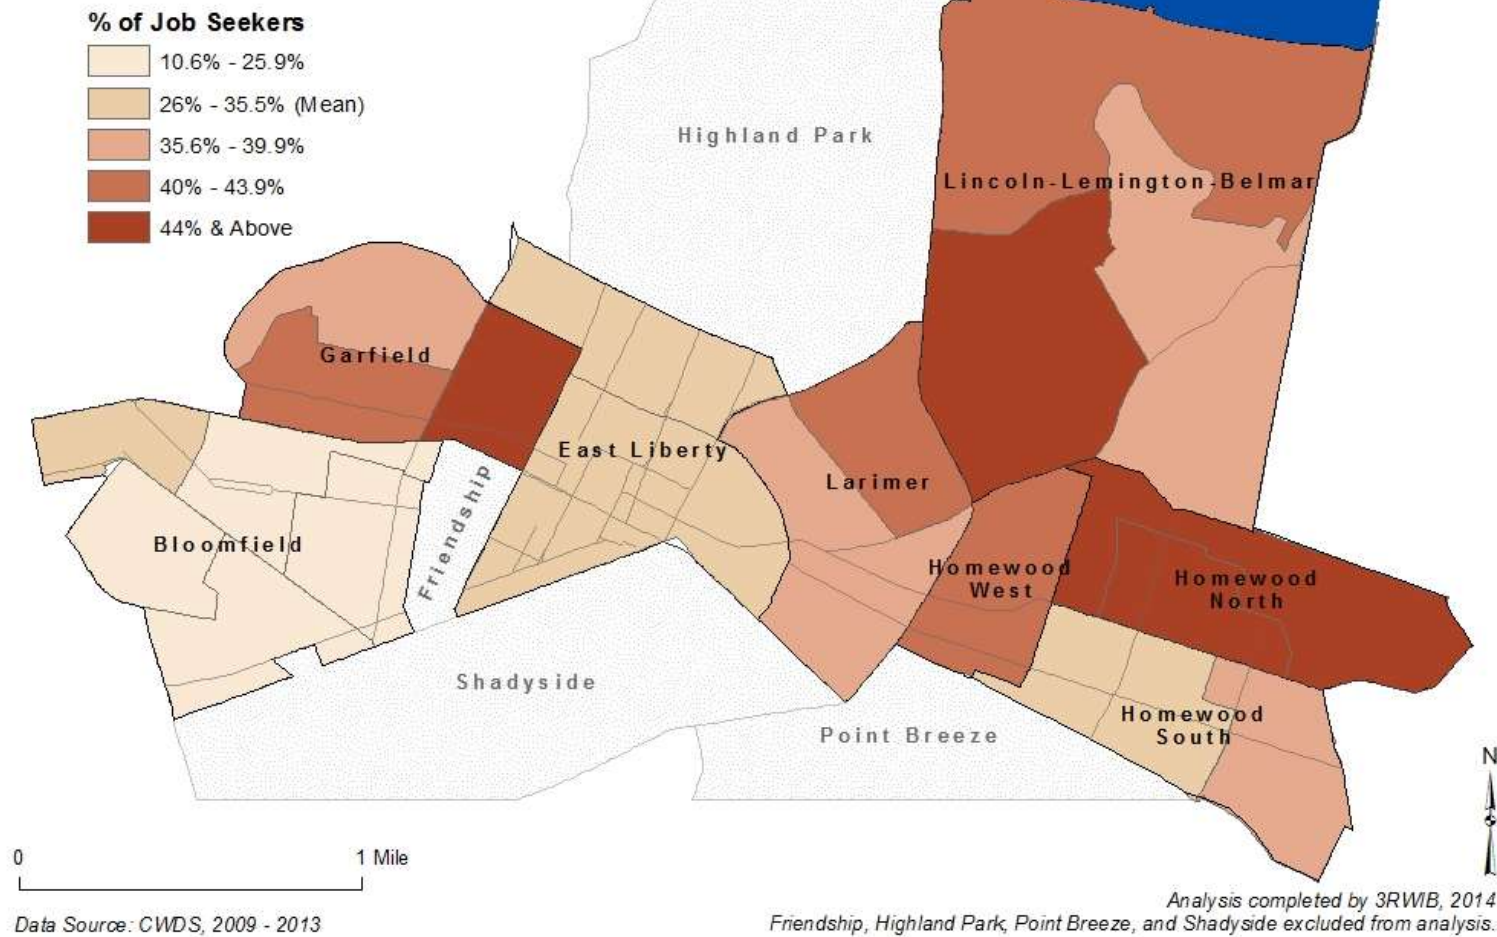 % of Job Seekers
10.6% - 25.9%
26% - 35.5% (Mean)
35.6% - 39.9%
40% - 43.9%
44% & Above
Highland Park
Lincoln-Lemington-Belmar
Garfield
East Liberty
Larimer
Friendship
Bloomfield
Homewood
West
Homewood
North
Shadyside
Homewood
South
Point Breeze
N
0 1 Mile
Data Source: CWDS, 2009 - 2013
Analysis completed by 3RWIB, 2014
Friendship, Highland Park, Point Breeze, and Shadyside excluded from analysis.